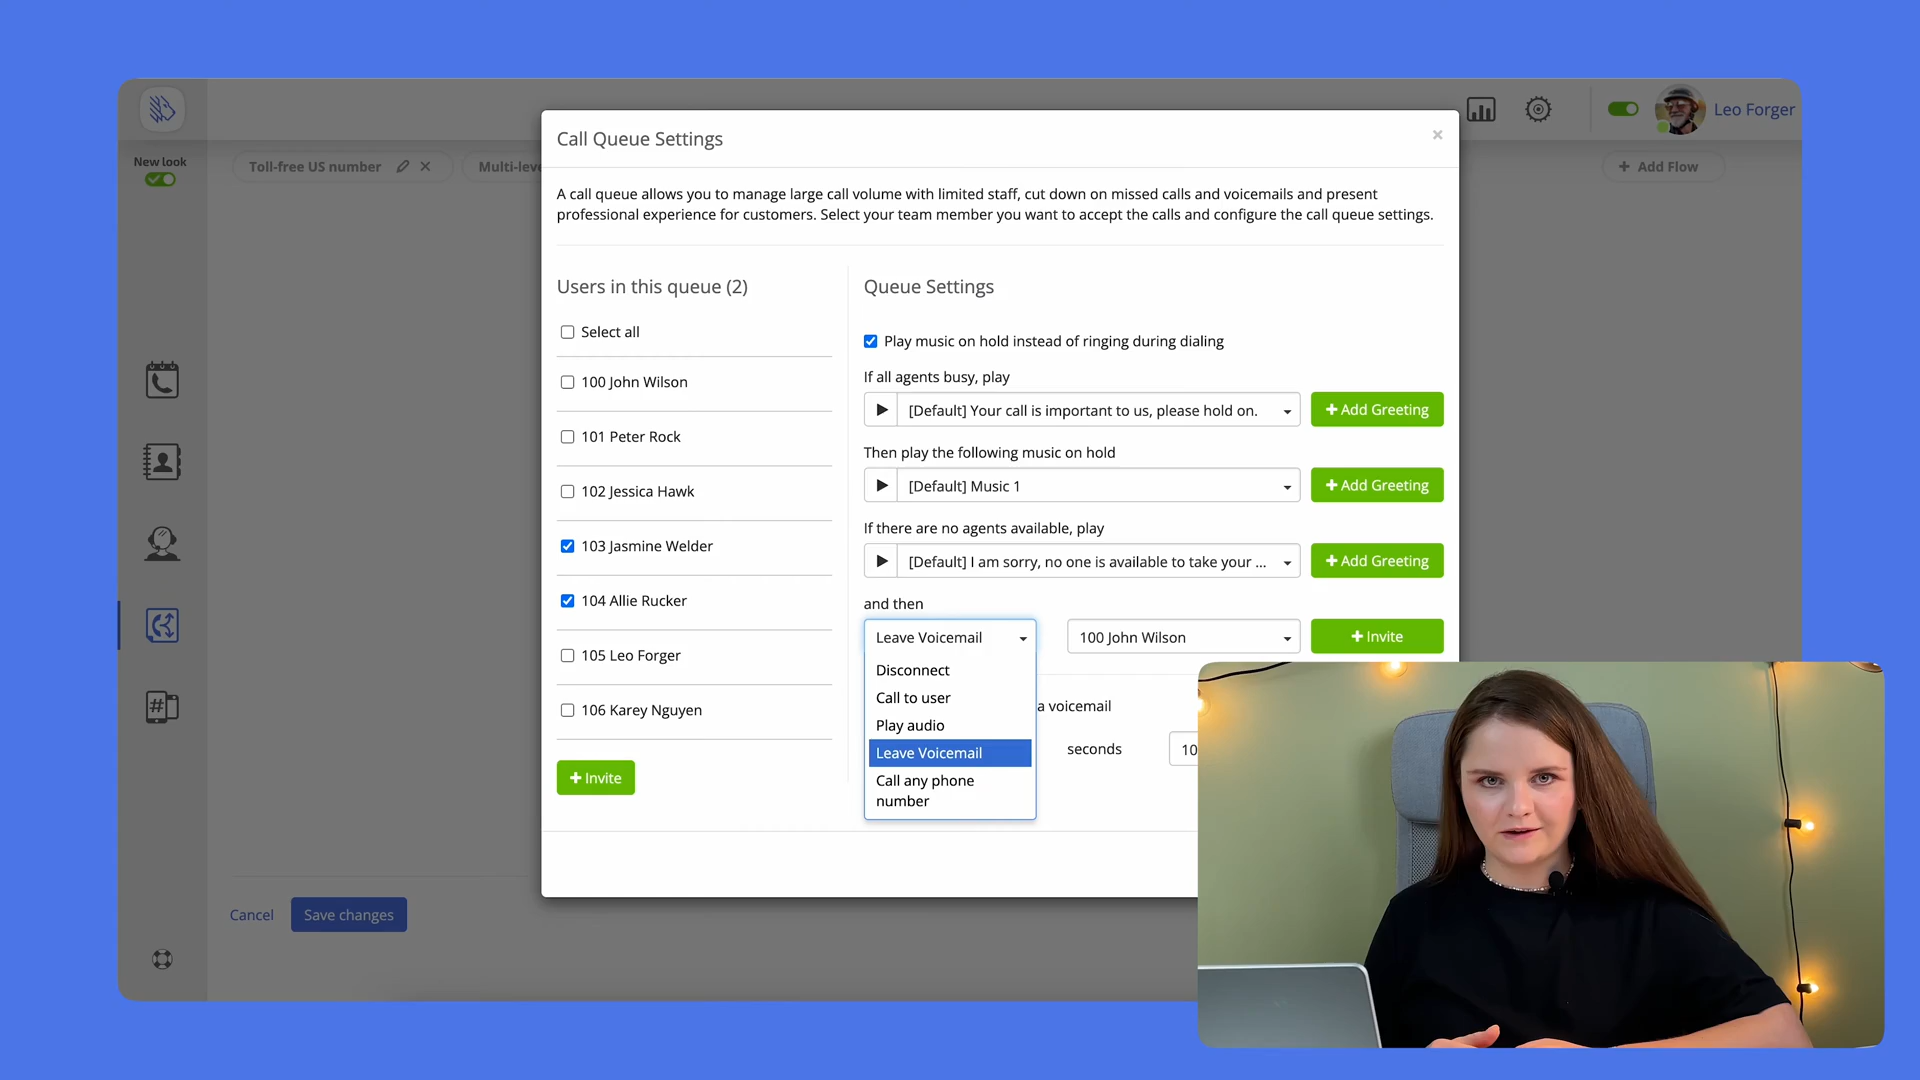 New look
Toll-free US number
Multi-leve
Leo Forger
+ Add Flow
Call Queue Settings
×
A call queue allows you to manage large call volume with limited staff, cut down on missed calls and voicemails and present
professional experience for customers. Select your team member you want to accept the calls and configure the call queue settings.
Users in this queue (2)
Select all
100 John Wilson
101 Peter Rock
102 Jessica Hawk
103 Jasmine Welder
104 Allie Rucker
105 Leo Forger
106 Karey Nguyen
+ Invite
Queue Settings
Play music on hold instead of ringing during dialing
If all agents busy, play
[Default] Your call is important to us, please hold on.
+ Add Greeting
Then play the following music on hold
[Default] Music 1
+ Add Greeting
If there are no agents available, play
[Default] I am sorry, no one is available to take your ...
+ Add Greeting
and then
Leave Voicemail
100 John Wilson
+ Invite
Disconnect
Call to user
Play audio
Leave Voicemail
Call any phone
number
a voicemail
seconds
10
Cancel
Save changes